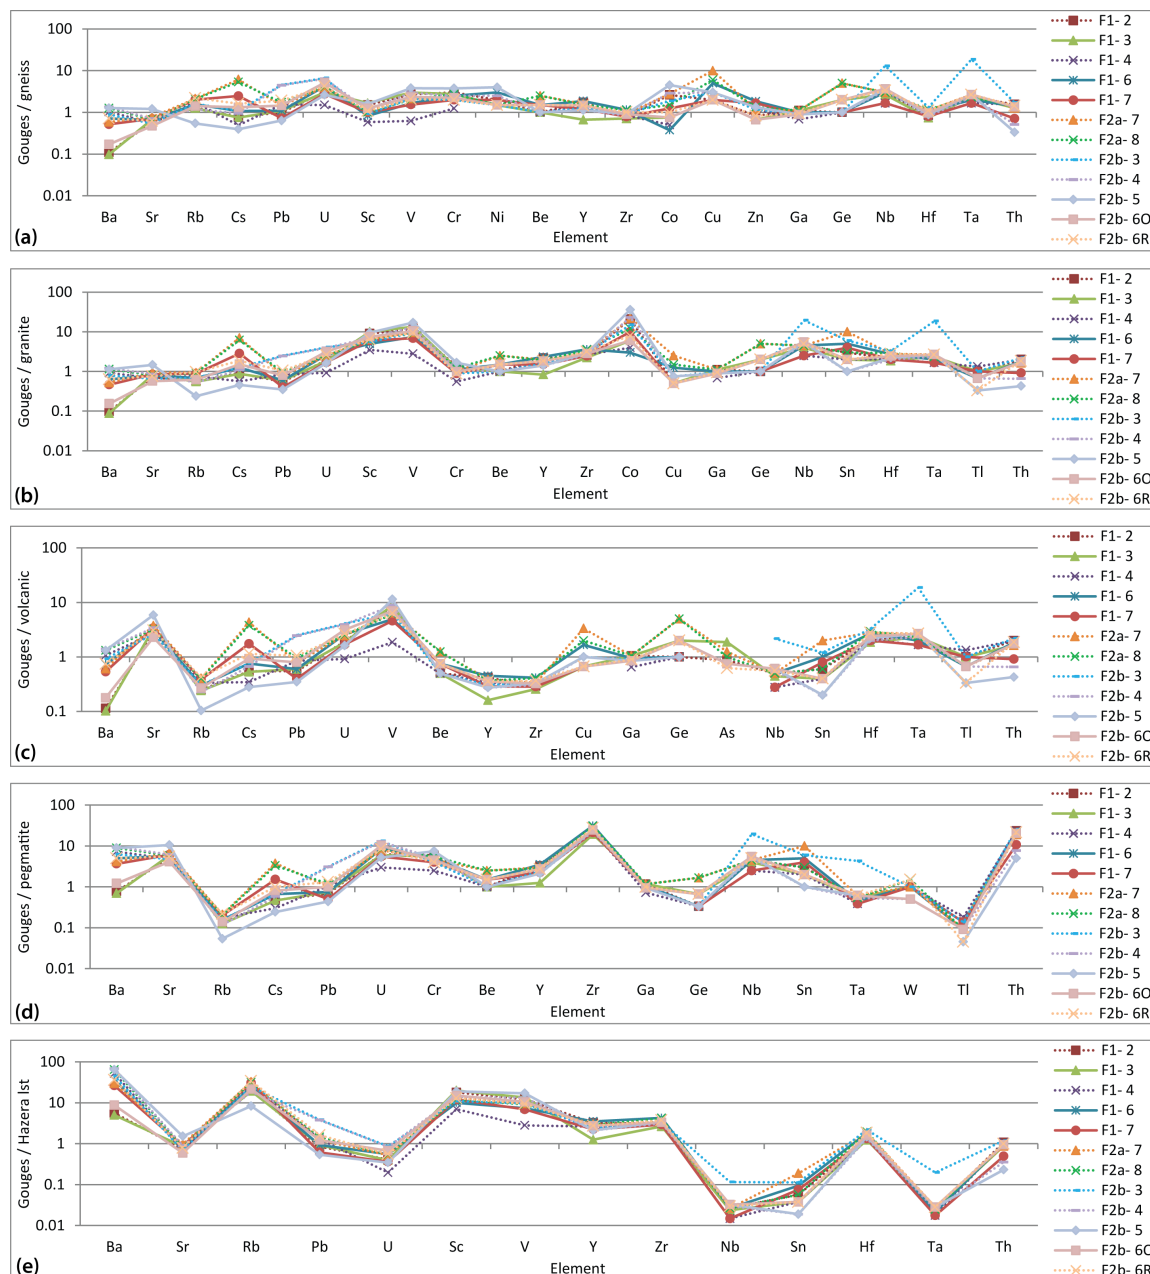 100
10
1
0.1
0.01
Gouges / gneiss
Ba Sr Rb Cs Pb U Sc V Cr Ni Be Y Zr Co Cu Zn Ga Ge Nb Hf Ta Th
Element
(a)
F1- 2
F1- 3
F1- 4
F1- 6
F1- 7
F2a- 7
F2a- 8
F2b- 3
F2b- 4
F2b- 5
F2b- 6O
F2b- 6R
100
10
1
0.1
0.01
Gouges / granite
Ba Sr Rb Cs Pb U Sc V Cr Be Y Zr Co Cu Ga Ge Nb Sn Hf Ta Tl Th
Element
(b)
F1- 2
F1- 3
F1- 4
F1- 6
F1- 7
F2a- 7
F2a- 8
F2b- 3
F2b- 4
F2b- 5
F2b- 6O
F2b- 6R
100
10
1
0.1
Gouges / volcanic
Ba Sr Rb Cs Pb U V Be Y Zr Cu Ga Ge As Nb Sn Hf Ta Tl Th
Element
(c)
F1- 2
F1- 3
F1- 4
F1- 6
F1- 7
F2a- 7
F2a- 8
F2b- 3
F2b- 4
F2b- 5
F2b- 6O
F2b- 6R
100
10
1
0.1
0.01
Gouges / pegmatite
Ba Sr Rb Cs Pb U Cr Be Y Zr Ga Ge Nb Sn Ta W Tl Th
Element
(d)
F1- 2
F1- 3
F1- 4
F1- 6
F1- 7
F2a- 7
F2a- 8
F2b- 3
F2b- 4
F2b- 5
F2b- 6O
F2b- 6R
100
10
1
0.1
0.01
Gouges / Hazera lst
Ba Sr Rb Pb U Sc V Y Zr Nb Sn Hf Ta Th
Element
(e)
F1- 2
F1- 3
F1- 4
F1- 6
F1- 7
F2a- 7
F2a- 8
F2b- 3
F2b- 4
F2b- 5
F2b- 6O
F2b- 6R